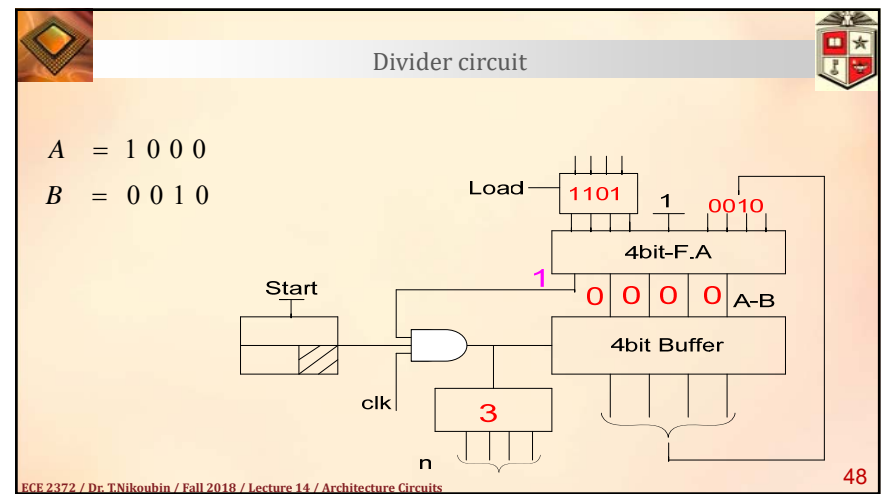 Divider circuit
A = 1 0 0 0
B = 0 0 1 0
Load
1101
1
0010
4bit-F.A
1
0 0 0 0
A-B
Start
4bit Buffer
clk
3
n
ECE 2372 / Dr. T.Nikoubin / Fall 2018 / Lecture 14 / Architecture Circuits
48